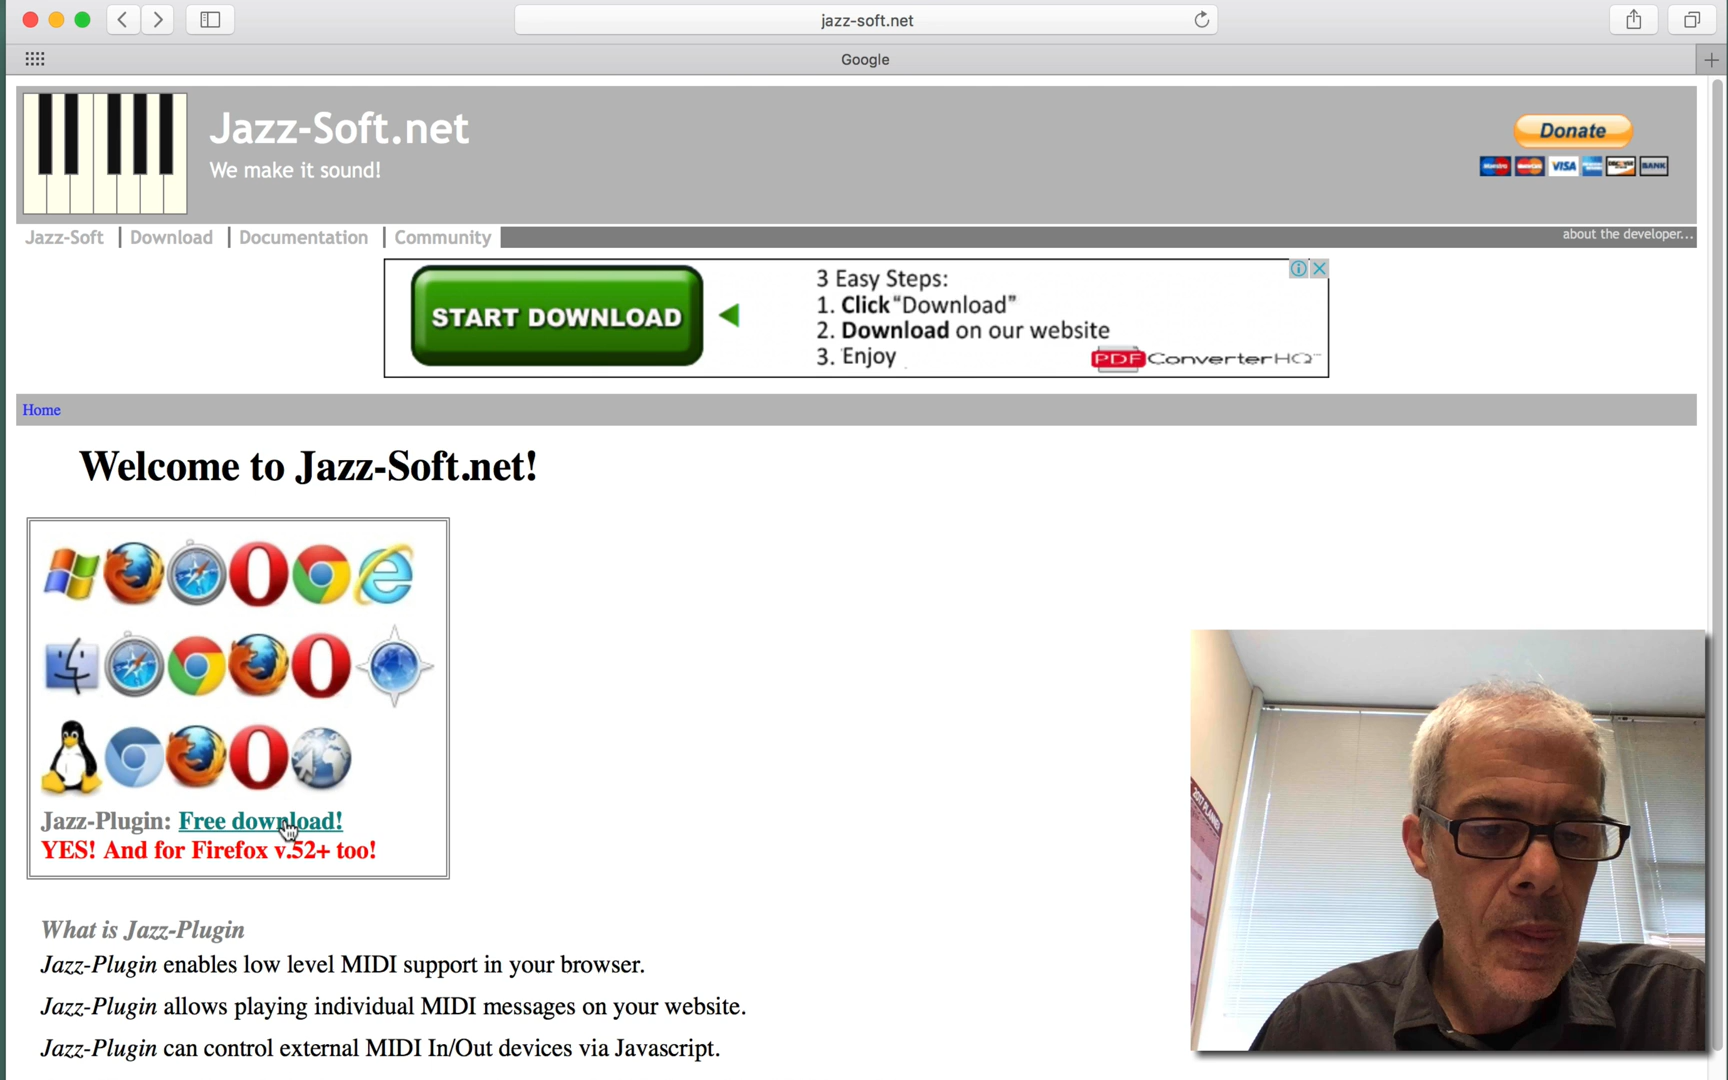 jazz-soft.net
Google
Jazz-Soft.net
We make it sound!
Donate
VISA
BANK
Jazz-Soft
Download
Documentation
Community
about the developer...
START DOWNLOAD
3 Easy Steps:
1. Click "Download"
2. Download on our website
3. Enjoy
PDF ConverterHQ
Home
Welcome to Jazz-Soft.net!
Jazz-Plugin: Free download!
YES! And for Firefox v.52+ too!
2017 PLANNER
What is Jazz-Plugin
Jazz-Plugin enables low level MIDI support in your browser.
Jazz-Plugin allows playing individual MIDI messages on your website.
Jazz-Plugin can control external MIDI In/Out devices via Javascript.